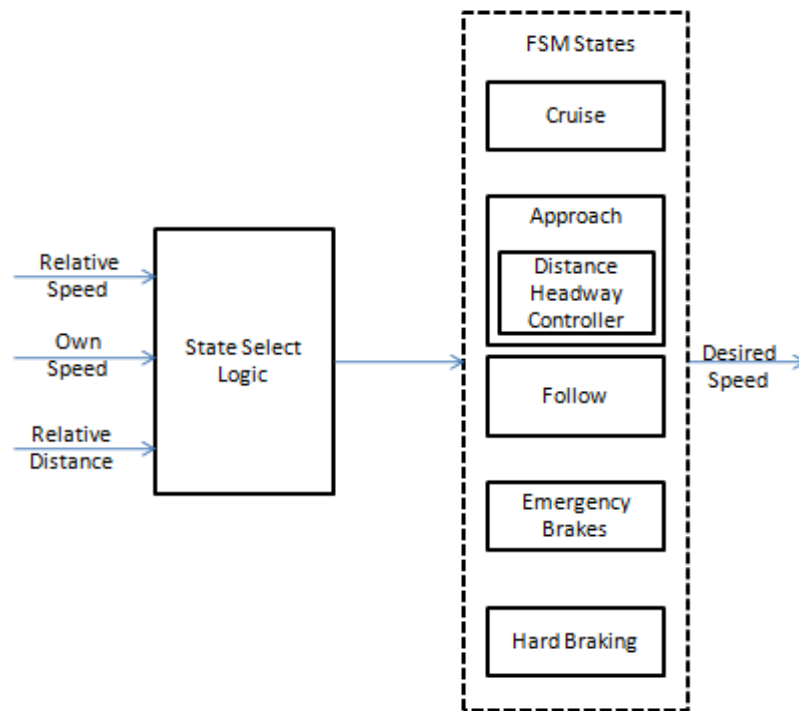 FSM States
Cruise
Approach
Distance
Headway
Controller
Follow
Emergency
Brakes
Hard Braking
Relative
Speed
Own
Speed
Relative
Distance
State Select
Logic
Desired
Speed